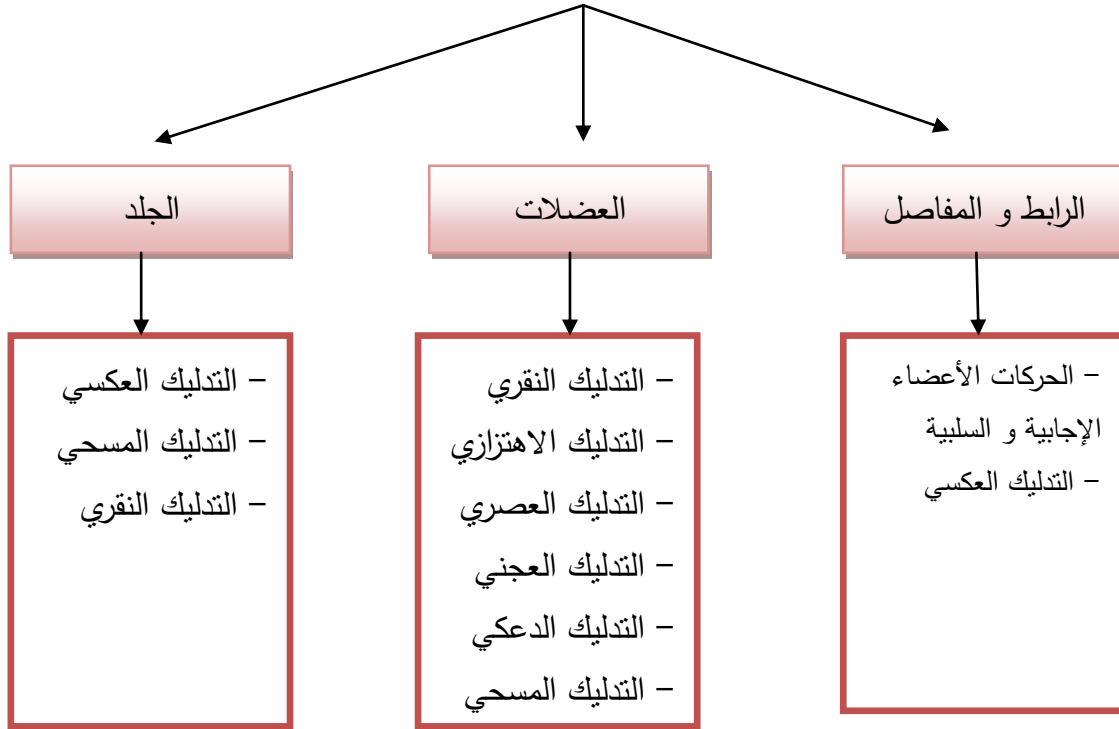 الرابط و المفاصل
العضلات
الجلد
– الحركات الأعضاء
الإجابية و السلبية
– التدليك العكسي
– التدليك النقري
– التدليك الاهتزازي
– التدليك العصري
– التدليك العجني
– التدليك الدعكي
– التدليك المسحي
– التدليك العكسي
– التدليك المسحي
– التدليك النقري